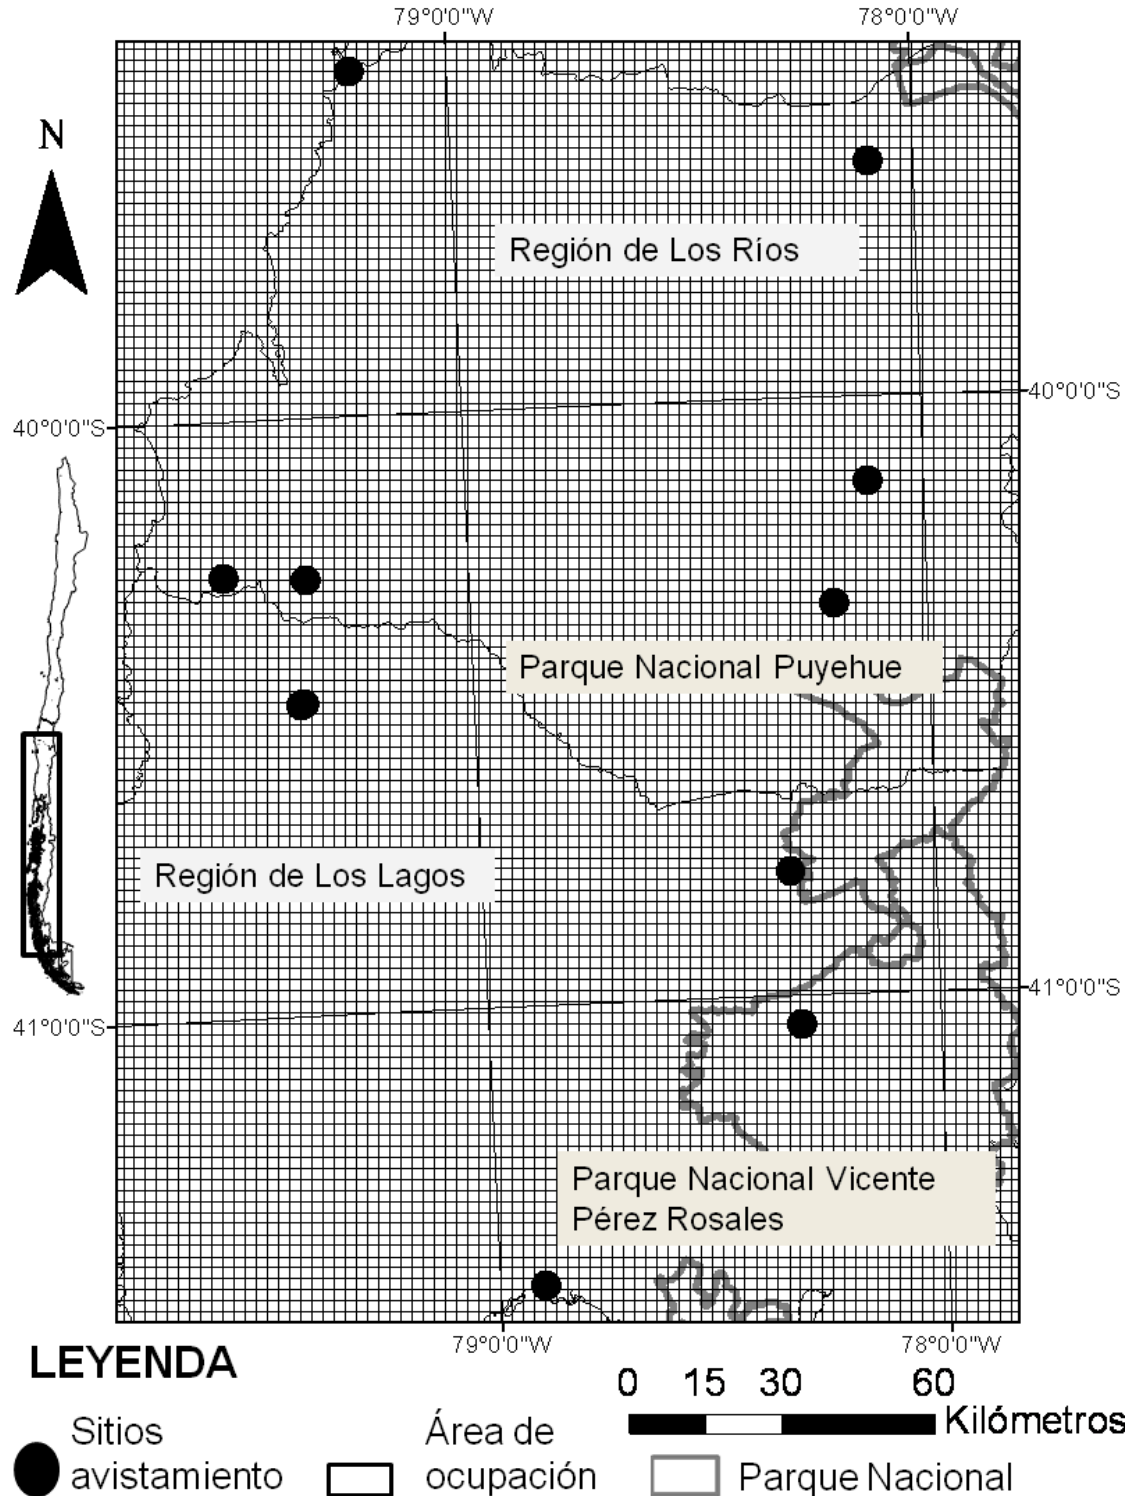 79°0'0"W
78°0'0"W
N
Región de Los Ríos
40°0'0"S
40°0'0"S
Parque Nacional Puyehue
Región de Los Lagos
41°0'0"S
41°0'0"S
Parque Nacional Vicente
Pérez Rosales
79°0'0"W
78°0'0"W
LEYENDA
0 15 30 60
Kilómetros
Sitios
avistamiento
Área de
ocupación
Parque Nacional